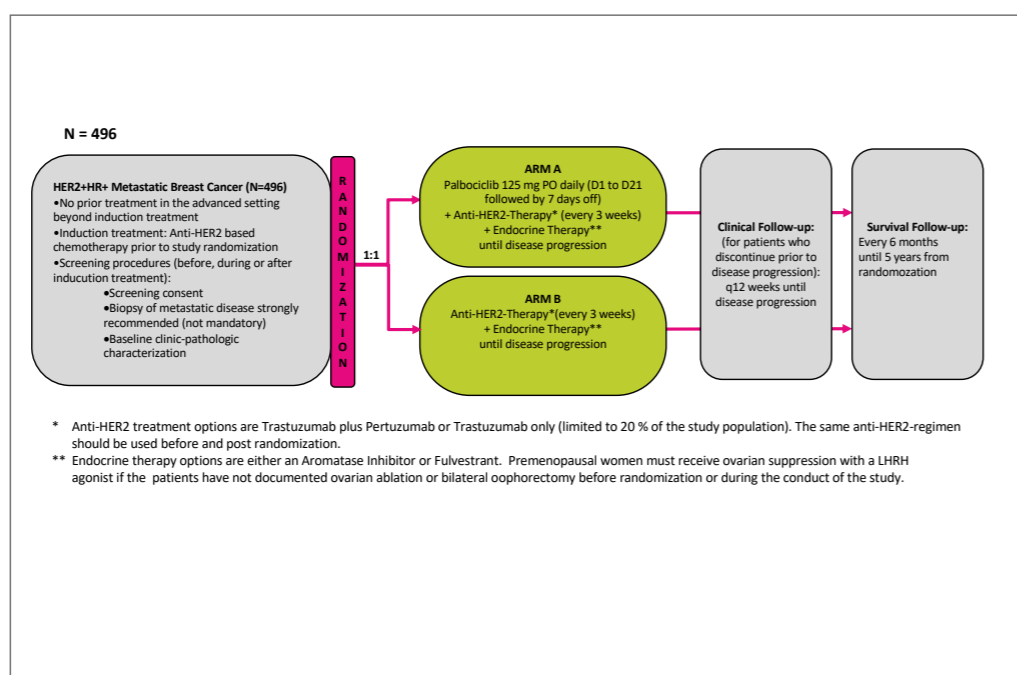 N = 496
HER2+HR+ Metastatic Breast Cancer (N=496)
•No prior treatment in the advanced setting
beyond induction treatment
•Induction treatment: Anti-HER2 based
chemotherapy prior to study randomization
•Screening procedures (before, during or after
inducution treatment):
•Screening consent
•Biopsy of metastatic disease strongly
recommended (not mandatory)
•Baseline clinic-pathologic
characterization
RANDOMIZATION
1:1
ARM A
Palbociclib 125 mg PO daily (D1 to D21
followed by 7 days off)
+ Anti-HER2-Therapy* (every 3 weeks)
+ Endocrine Therapy**
until disease progression
ARM B
Anti-HER2-Therapy*(every 3 weeks)
+ Endocrine Therapy**
until disease progression
Clinical Follow-up:
(for patients who
discontinue prior to
disease progression):
q12 weeks until
disease progression
Survival Follow-up:
Every 6 months
until 5 years from
randomozation
* Anti-HER2 treatment options are Trastuzumab plus Pertuzumab or Trastuzumab only (limited to 20 % of the study population). The same anti-HER2-regimen
should be used before and post randomization.
** Endocrine therapy options are either an Aromatase Inhibitor or Fulvestrant. Premenopausal women must receive ovarian suppression with a LHRH
agonist if the patients have not documented ovarian ablation or bilateral oophorectomy before randomization or during the conduct of the study.